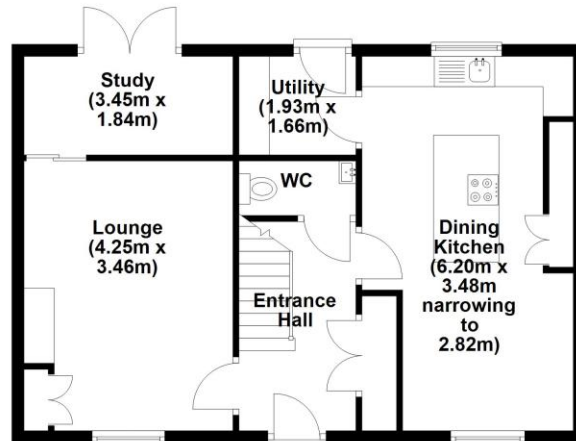 Study
(3.45m x
1.84m)
Utility
(1.93m x
1.66m)
WC
Lounge
(4.25m x
3.46m)
Entrance
Hall
Dining
Kitchen
(6.20m x
3.48m
narrowing
to
2.82m)